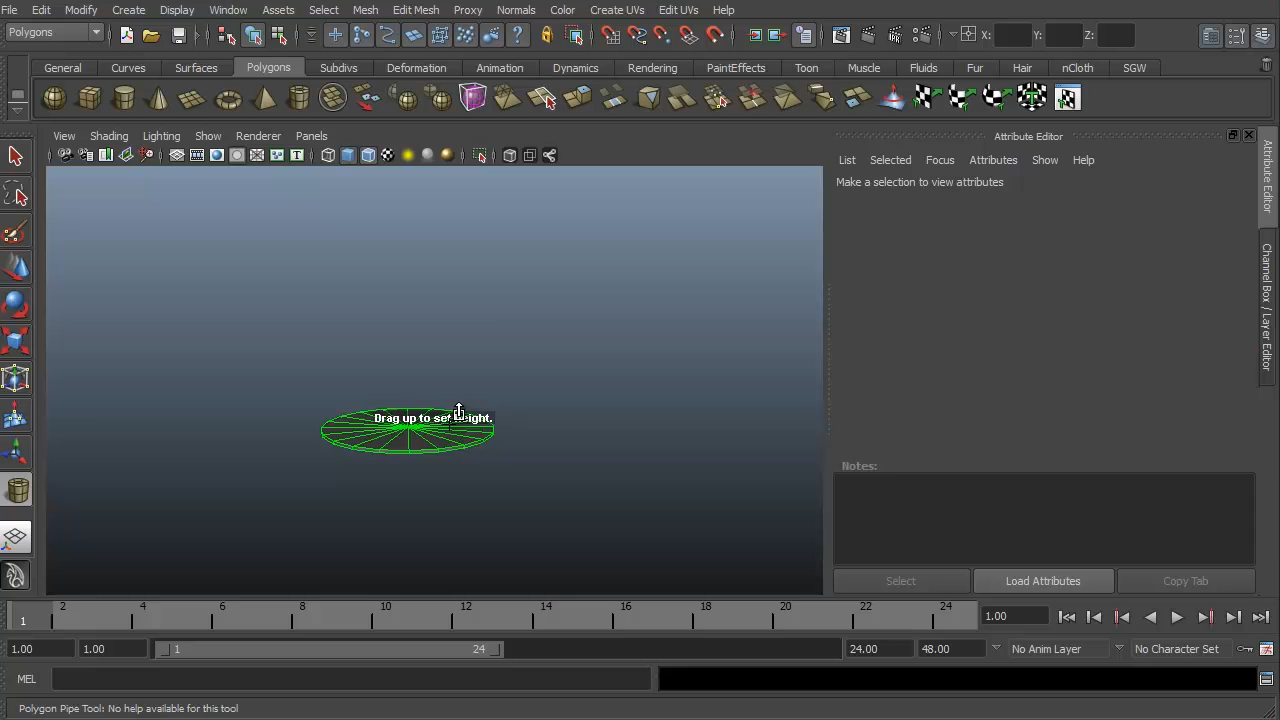 File Edit Modify Create Display Window Assets Select Mesh Edit Mesh Proxy Normals Color Create UVs Edit UVs Help
Polygons X: Y: Z:
General Curves Surfaces Polygons Subdivs Deformation Animation Dynamics Rendering PaintEffects Toon Muscle Fluids Fur Hair nCloth SGW
View Shading Lighting Show Renderer Panels
Attribute Editor
List Selected Focus Attributes Show Help
Make a selection to view attributes
Attribute Editor
Channel Box / Layer Editor
Drag up to set height.
Notes:
Select Load Attributes Copy Tab
1 2 4 6 8 10 12 14 16 18 20 22 24 1.00
1.00 1.00 1 24 24.00 48.00 No Anim Layer No Character Set
MEL
Polygon Pipe Tool: No help available for this tool